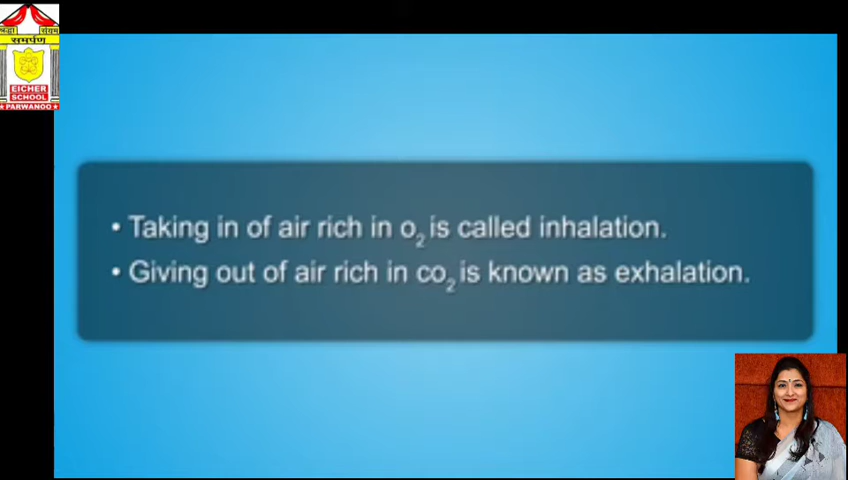 श्रद्धा संयम
समर्पण
EICHER
SCHOOL
PARWANOO
• Taking in of air rich in o₂ is called inhalation.
• Giving out of air rich in co₂ is known as exhalation.